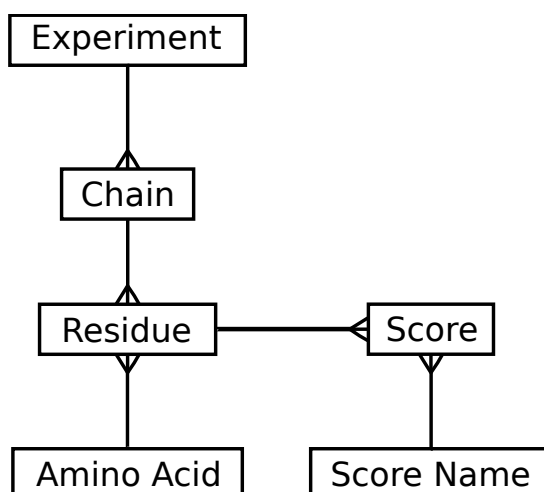 Experiment
Chain
Residue
Score
Amino Acid
Score Name